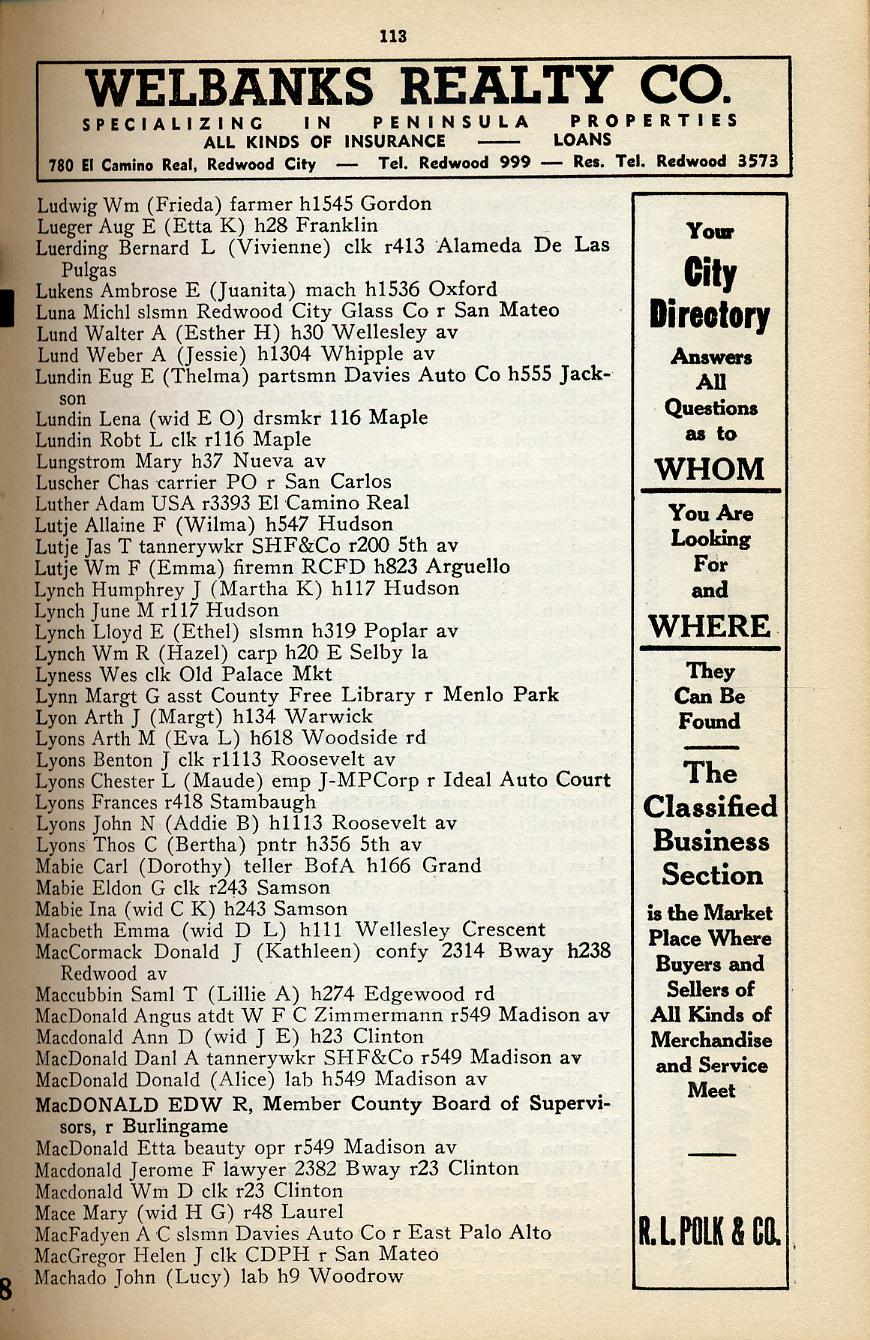 113
WELBANKS REALTY CO.
SPECIALIZING IN PENINSULA PROPERTIES
ALL KINDS OF INSURANCE — LOANS
780 El Camino Real, Redwood City — Tel. Redwood 999 — Res. Tel. Redwood 3573
Ludwig Wm (Frieda) farmer h1545 Gordon
Lueger Aug E (Etta K) h28 Franklin
Luerding Bernard L (Vivienne) clk r413 Alameda De Las
Pulgas
Lukens Ambrose E (Juanita) mach h1536 Oxford
Luna Michl slsmn Redwood City Glass Co r San Mateo
Lund Walter A (Esther H) h30 Wellesley av
Lund Weber A (Jessie) h1304 Whipple av
Lundin Eug E (Thelma) partsmn Davies Auto Co h555 Jack-
son
Lundin Lena (wid E O) drsmkr 116 Maple
Lundin Robt L clk r116 Maple
Lungstrom Mary h37 Nueva av
Luscher Chas carrier PO r San Carlos
Luther Adam USA r3393 El Camino Real
Lutje Allaine F (Wilma) h547 Hudson
Lutje Jas T tannerywkr SHF&Co r200 5th av
Lutje Wm F (Emma) firemn RCFD h823 Arguello
Lynch Humphrey J (Martha K) h117 Hudson
Lynch June M r117 Hudson
Lynch Lloyd E (Ethel) slsmn h319 Poplar av
Lynch Wm R (Hazel) carp h20 E Selby la
Lyness Wes clk Old Palace Mkt
Lynn Margt G asst County Free Library r Menlo Park
Lyon Arth J (Margt) h134 Warwick
Lyons Arth M (Eva L) h618 Woodside rd
Lyons Benton J clk r1113 Roosevelt av
Lyons Chester L (Maude) emp J-MPCorp r Ideal Auto Court
Lyons Frances r418 Stambaugh
Lyons John N (Addie B) h1113 Roosevelt av
Lyons Thos C (Bertha) pntr h356 5th av
Mabie Carl (Dorothy) teller BofA h166 Grand
Mabie Eldon G clk r243 Samson
Mabie Ina (wid C K) h243 Samson
Macbeth Emma (wid D L) h111 Wellesley Crescent
MacCormack Donald J (Kathleen) confy 2314 Bway h238
Redwood av
Maccubbin Saml T (Lillie A) h274 Edgewood rd
MacDonald Angus atdt W F C Zimmermann r549 Madison av
Macdonald Ann D (wid J E) h23 Clinton
MacDonald Danl A tannerywkr SHF&Co r549 Madison av
MacDonald Donald (Alice) lab h549 Madison av
MacDONALD EDW R, Member County Board of Supervi-
sors, r Burlingame
MacDonald Etta beauty opr r549 Madison av
Macdonald Jerome F lawyer 2382 Bway r23 Clinton
Macdonald Wm D clk r23 Clinton
Mace Mary (wid H G) r48 Laurel
MacFadyen A C slsmn Davies Auto Co r East Palo Alto
MacGregor Helen J clk CDPH r San Mateo
Machado John (Lucy) lab h9 Woodrow
8
Your
City
Directory
Answers
All
Questions
as to
WHOM
You Are
Looking
For
and
WHERE
They
Can Be
Found
The
Classified
Business
Section
is the Market
Place Where
Buyers and
Sellers of
All Kinds of
Merchandise
and Service
Meet
R. L. POLK & CO.